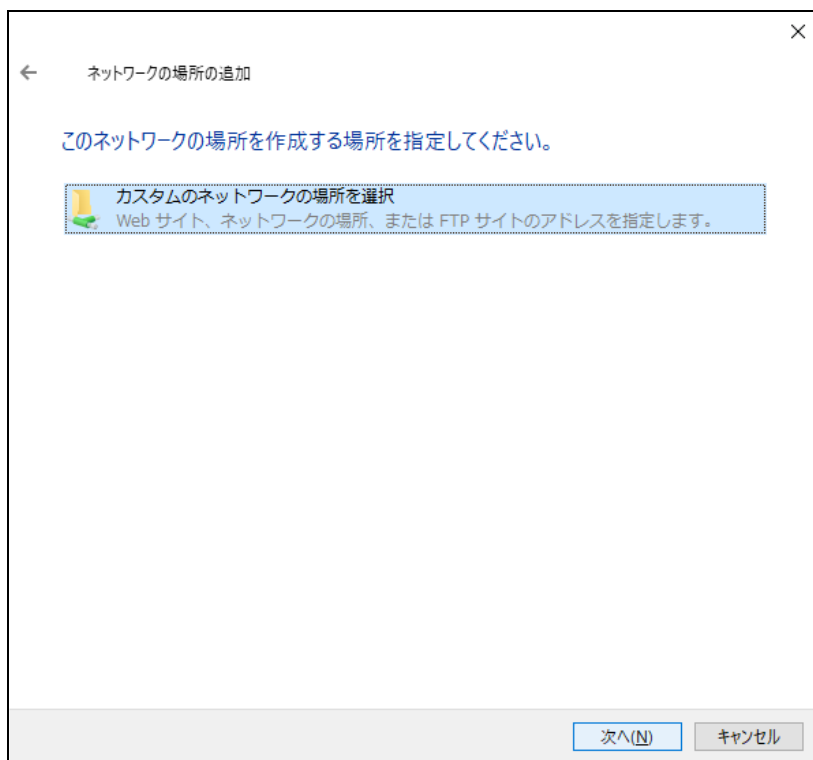 ネットワークの場所の追加
このネットワークの場所を作成する場所を指定してください。
カスタムのネットワークの場所を選択
Web サイト、ネットワークの場所、または FTP サイトのアドレスを指定します。
次へ(N)
キャンセル